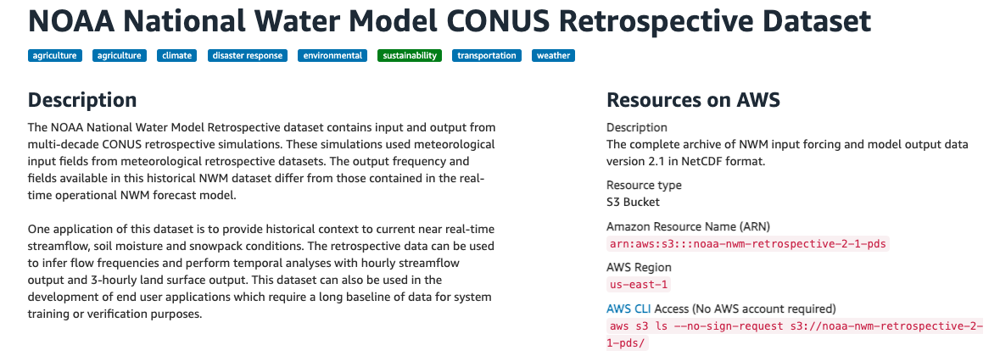 NOAA National Water Model CONUS Retrospective Dataset
agriculture agriculture climate disaster response environmental sustainability transportation weather
Description
The NOAA National Water Model Retrospective dataset contains input and output from
multi-decade CONUS retrospective simulations. These simulations used meteorological
input fields from meteorological retrospective datasets. The output frequency and
fields available in this historical NWM dataset differ from those contained in the real-
time operational NWM forecast model.
One application of this dataset is to provide historical context to current near real-time
streamflow, soil moisture and snowpack conditions. The retrospective data can be used
to infer flow frequencies and perform temporal analyses with hourly streamflow
output and 3-hourly land surface output. This dataset can also be used in the
development of end user applications which require a long baseline of data for system
training or verification purposes.
Resources on AWS
Description
The complete archive of NWM input forcing and model output data
version 2.1 in NetCDF format.
Resource type
S3 Bucket
Amazon Resource Name (ARN)
arn:aws:s3:::noaa-nwm-retrospective-2-1-pds
AWS Region
us-east-1
AWS CLI Access (No AWS account required)
aws s3 ls --no-sign-request s3://noaa-nwm-retrospective-2-
1-pds/